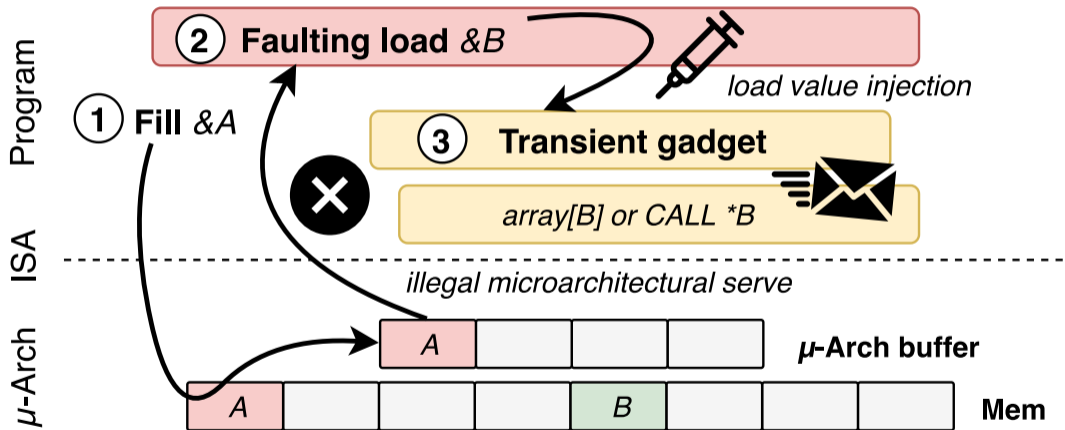 Program
ISA
μ-Arch
2 Faulting load &B
load value injection
1 Fill &A
3 Transient gadget
array[B] or CALL *B
illegal microarchitectural serve
A
μ-Arch buffer
A
B
Mem